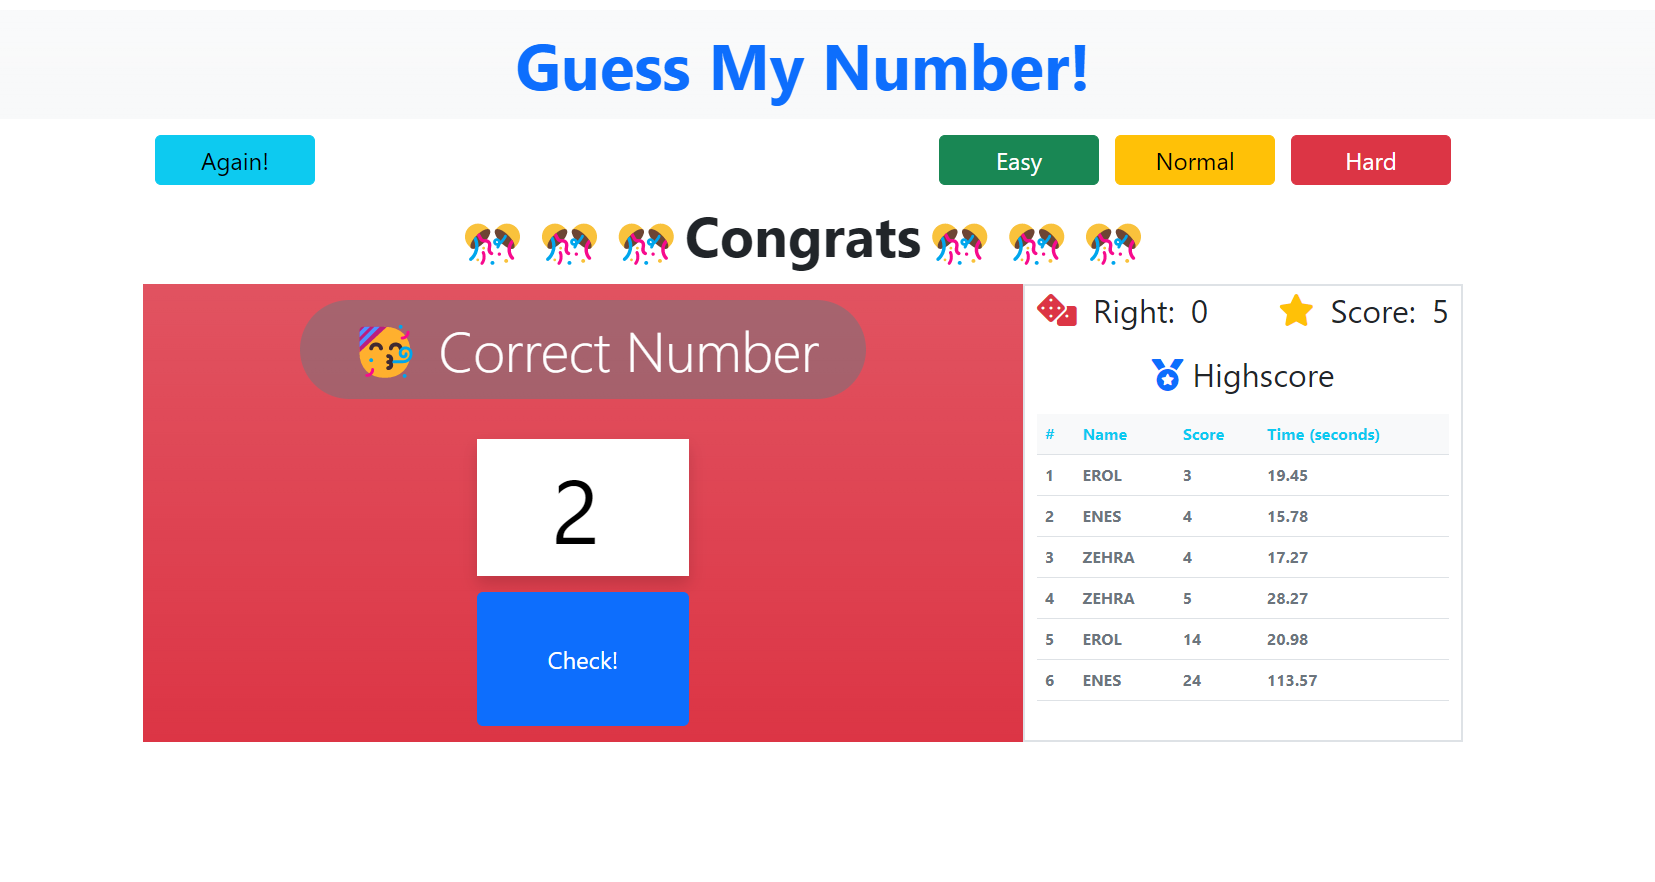 Guess My Number!
Again!
Easy Normal Hard
Congrats
Correct Number
2
Check!
Right: 0 Score: 5
Highscore
# Name Score Time (seconds)
1 EROL 3 19.45
2 ENES 4 15.78
3 ZEHRA 4 17.27
4 ZEHRA 5 28.27
5 EROL 14 20.98
6 ENES 24 113.57